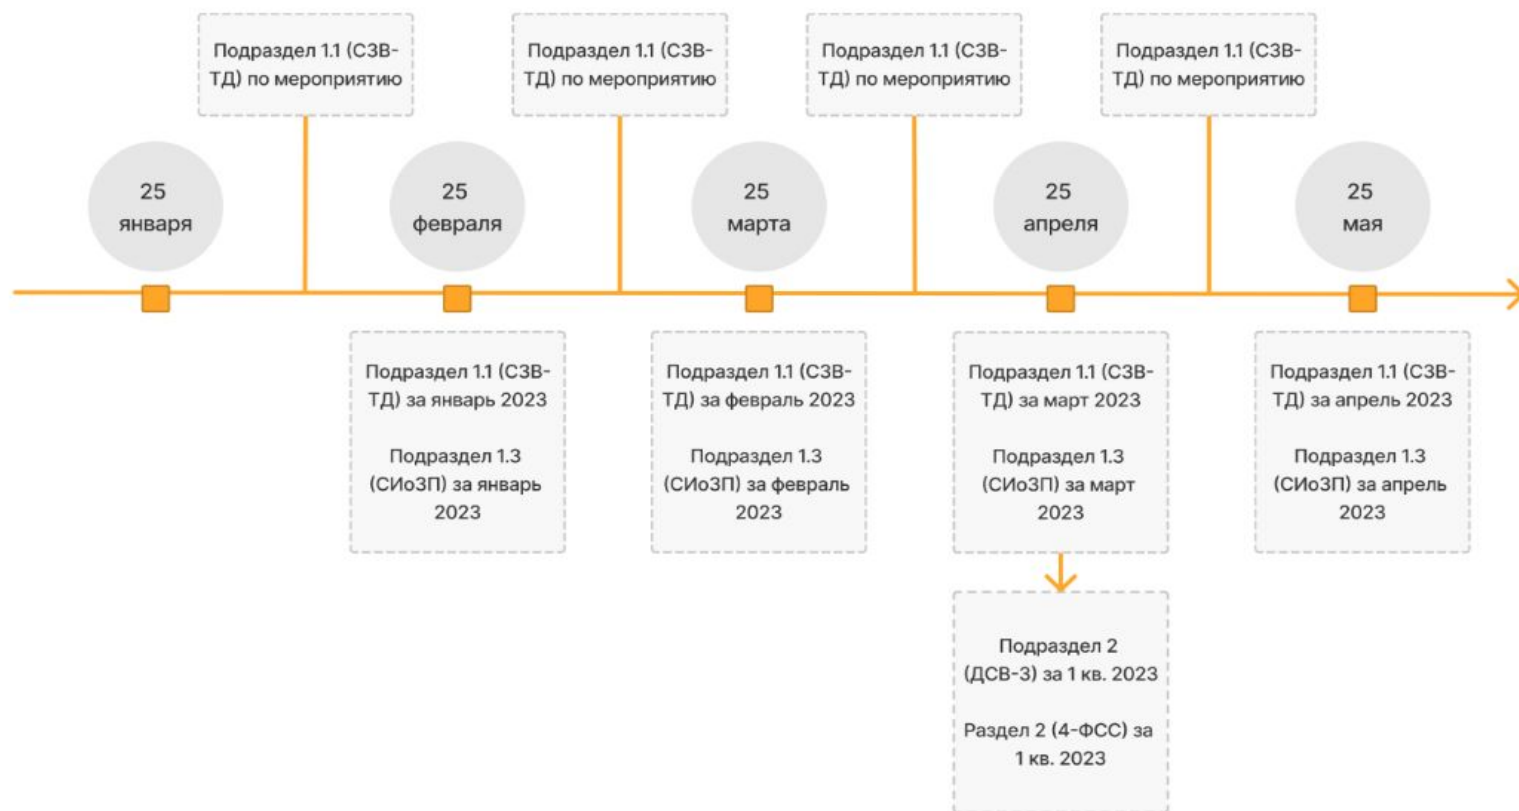 Подраздел 1.1 (СЗВ-
ТД) по мероприятию
Подраздел 1.1 (СЗВ-
ТД) по мероприятию
Подраздел 1.1 (СЗВ-
ТД) по мероприятию
Подраздел 1.1 (СЗВ-
ТД) по мероприятию
25
января
25
февраля
25
марта
25
апреля
25
мая
Подраздел 1.1 (СЗВ-
ТД) за январь 2023
Подраздел 1.3
(СИоЗП) за январь
2023
Подраздел 1.1 (СЗВ-
ТД) за февраль 2023
Подраздел 1.3
(СИоЗП) за февраль
2023
Подраздел 1.1 (СЗВ-
ТД) за март 2023
Подраздел 1.3
(СИоЗП) за март
2023
Подраздел 1.1 (СЗВ-
ТД) за апрель 2023
Подраздел 1.3
(СИоЗП) за апрель
2023
Подраздел 2
(ДСВ-3) за 1 кв. 2023
Раздел 2 (4-ФСС) за
1 кв. 2023